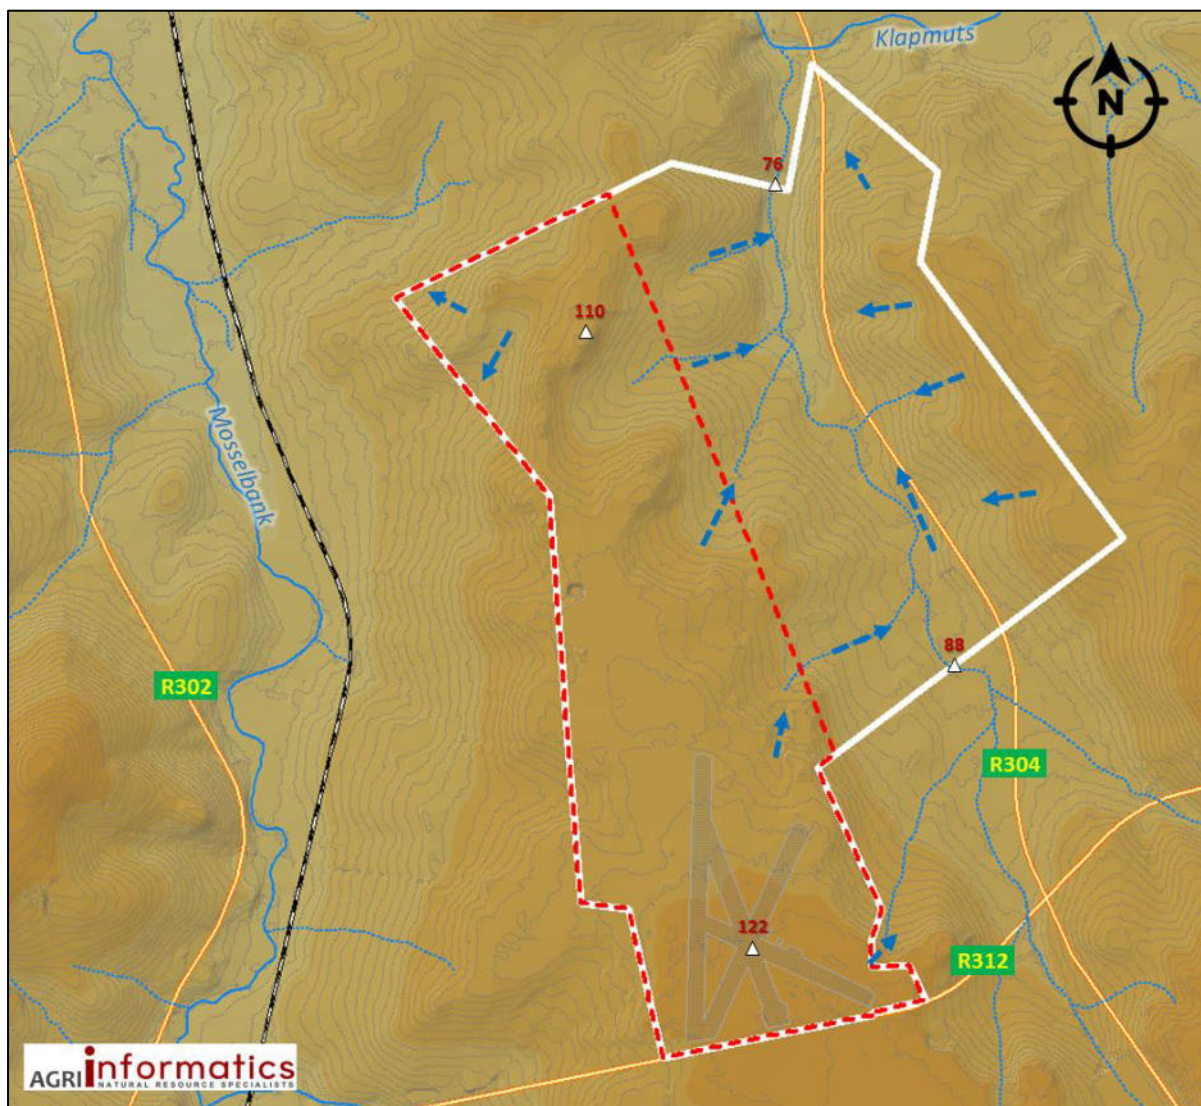 Klapmuts
N
76
110
Mosselbank
88
R302
R304
122
R312
AGRI informatics
NATURAL RESOURCE SPECIALISTS